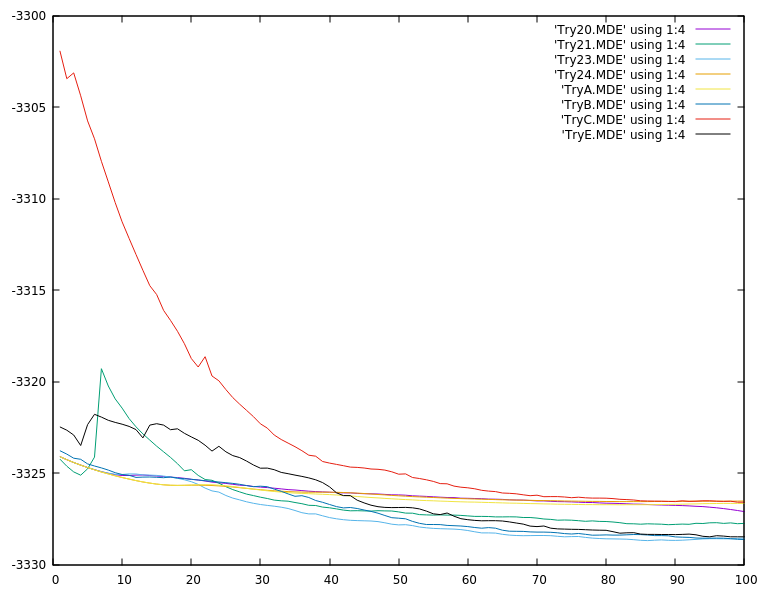 -3300
'Try20.MDE' using 1:4
'Try21.MDE' using 1:4
'Try23.MDE' using 1:4
'Try24.MDE' using 1:4
'TryA.MDE' using 1:4
'TryB.MDE' using 1:4
'TryC.MDE' using 1:4
'TryE.MDE' using 1:4
-3305
-3310
-3315
-3320
-3325
-3330
0 10 20 30 40 50 60 70 80 90 100